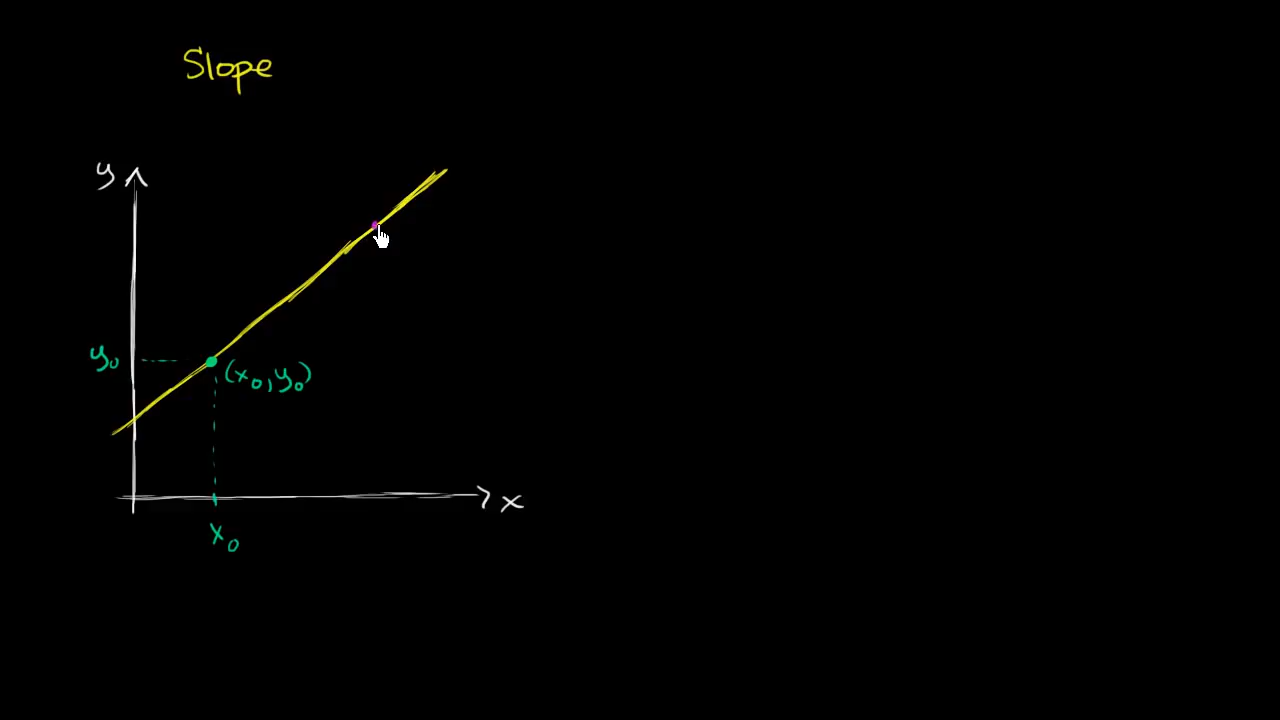 Slope
y
y₀
(x₀,y₀)
x
x₀